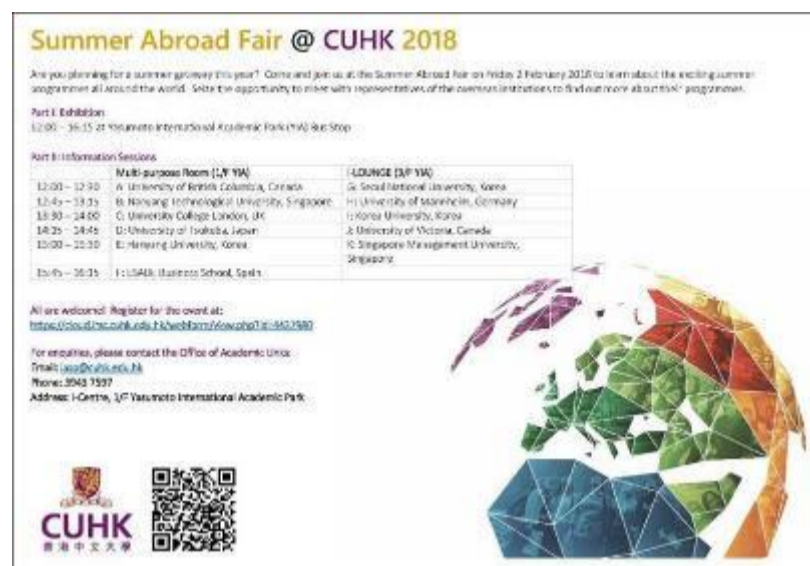 Summer Abroad Fair @ CUHK 2018
Are you planning for a summer getaway this year? Come and join us at the Summer Abroad Fair on Friday 2 February 2018 to learn about the exciting summer
programmes all around the world. Seize the opportunity to meet with representatives of the overseas institutions to find out more about their programmes.
Part I: Exhibition
12:00 – 16:15 at Yasumoto International Academic Park (YIA) Bus Stop
Part II: Information Sessions
Multi-purpose Room (1/F YIA) I-LOUNGE (3/F YIA)
12:00 – 12:30 A: University of British Columbia, Canada G: Seoul National University, Korea
12:45 – 13:15 B: Nanyang Technological University, Singapore H: University of Mannheim, Germany
13:30 – 14:00 C: University College London, UK I: Korea University, Korea
14:15 – 14:45 D: University of Tsukuba, Japan J: University of Victoria, Canada
15:00 – 15:30 E: Hanyang University, Korea K: Singapore Management University,
Singapore
15:45 – 16:15 F: Business School, Spain
All are welcome! Register for the event at:
For enquiries, please contact the Office of Academic Links
Email:
Phone: 3943 7597
Address: i-Centre, 1/F Yasumoto International Academic Park
CUHK
香港中文大學